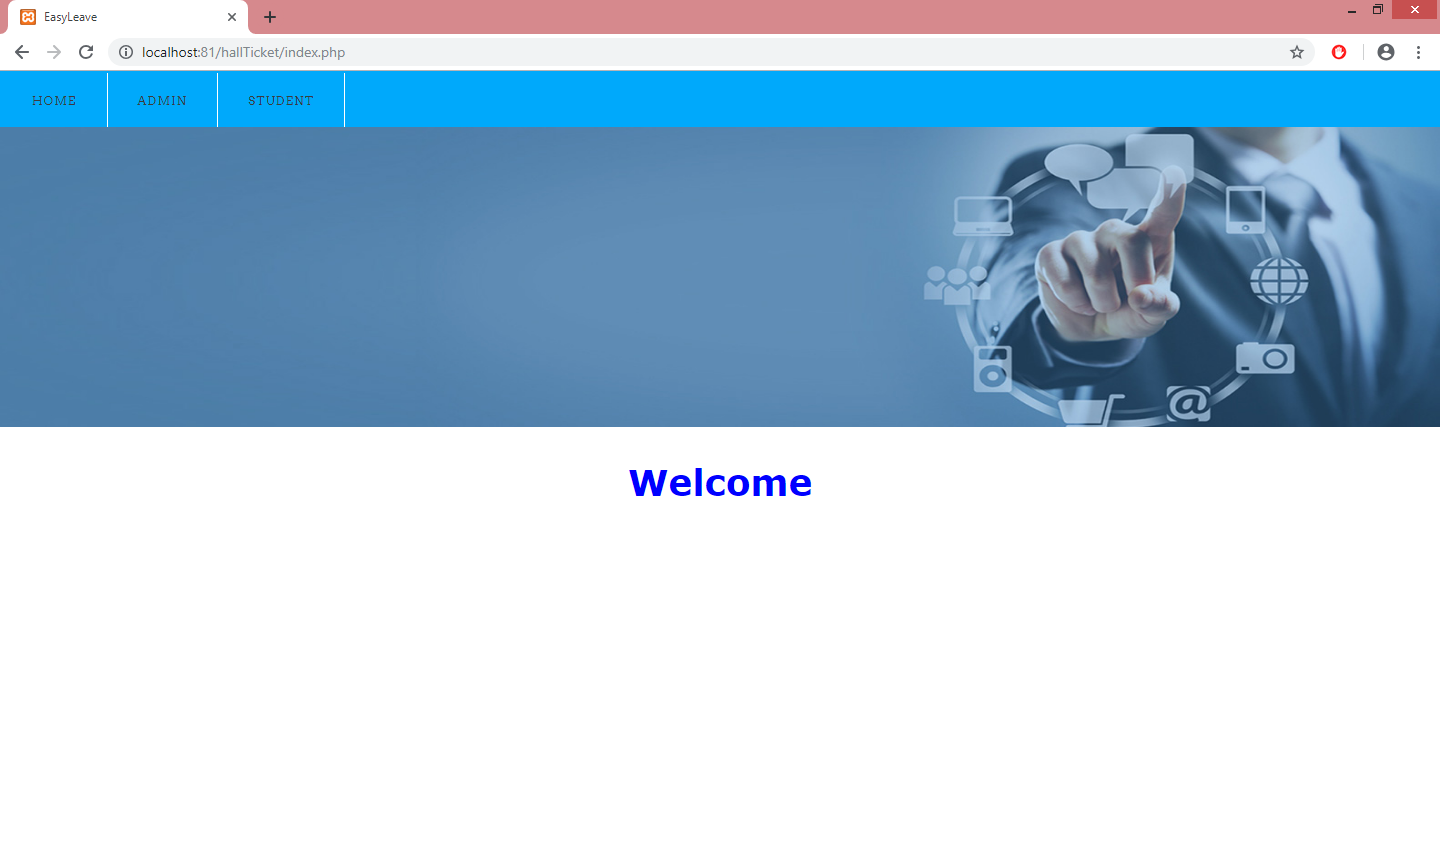 EasyLeave
localhost:81/hallTicket/index.php
HOME ADMIN STUDENT
@
Welcome